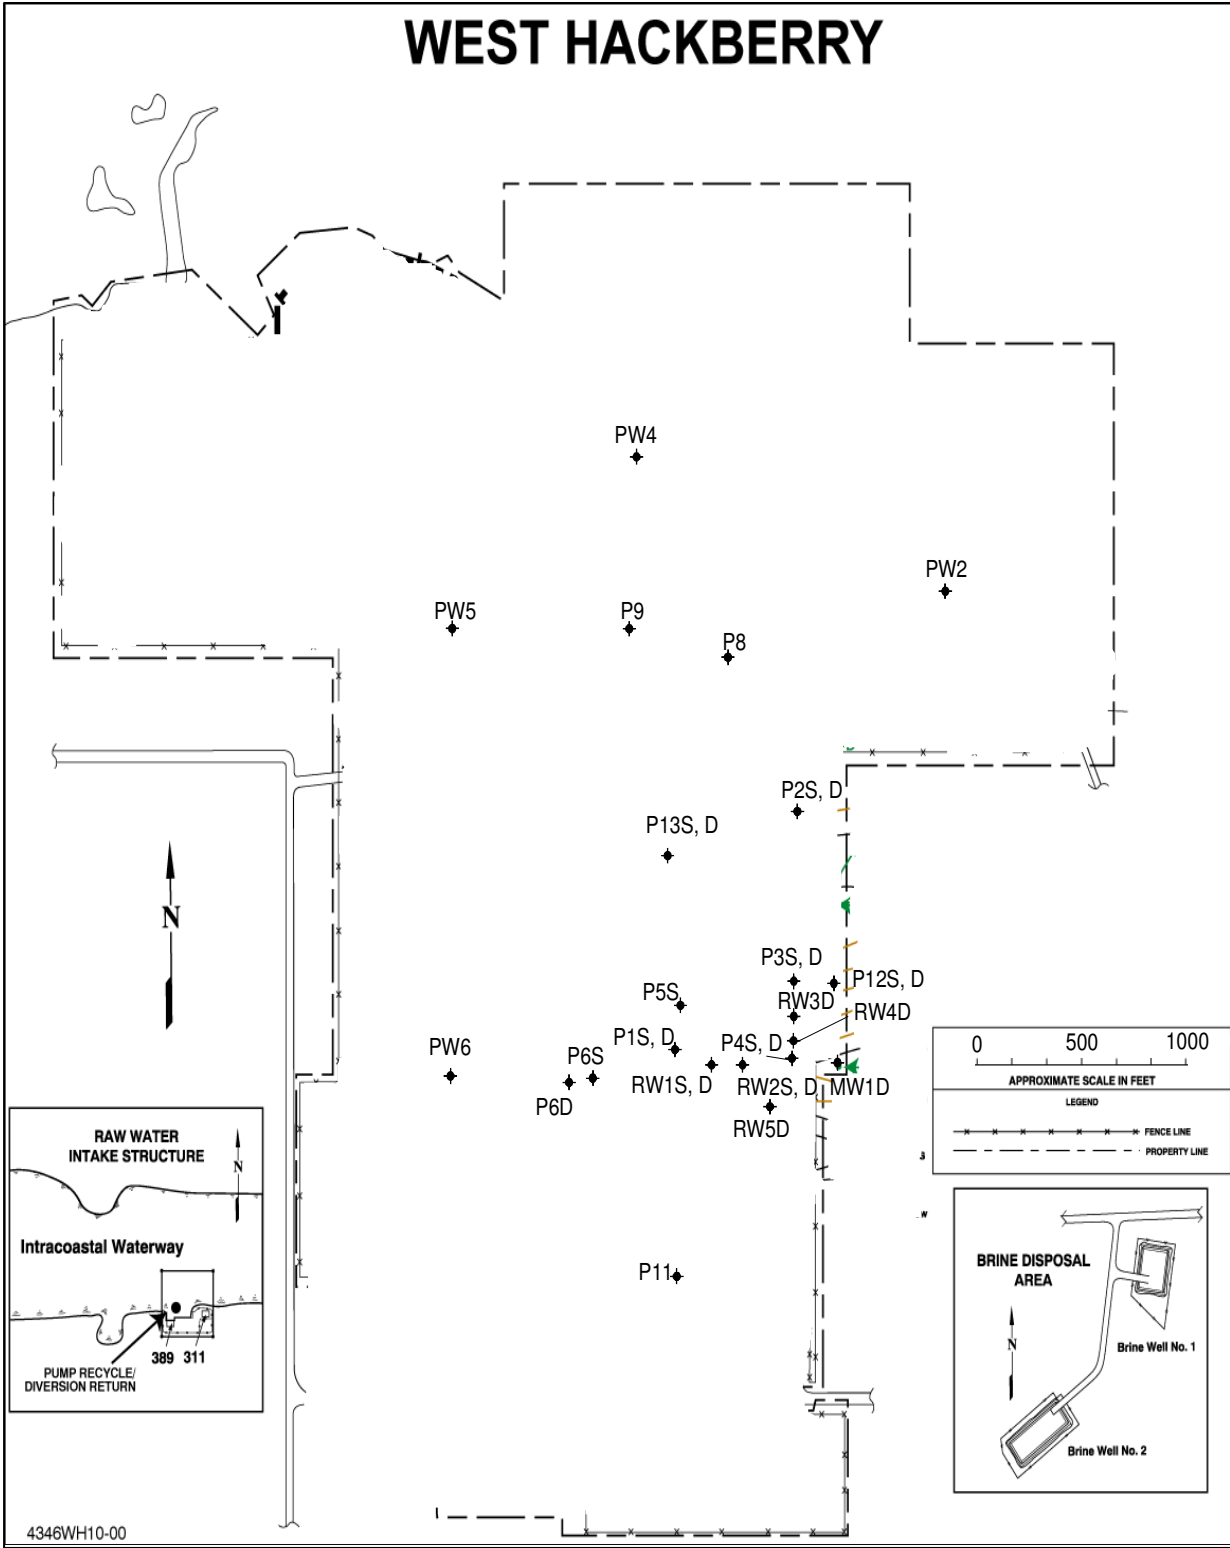 WEST HACKBERRY
PW4
PW2
PW5
P9
P8
P2S, D
P13S, D
N
P3S, D
P12S, D
P5S
RW3D
RW4D
P1S, D
P4S, D
PW6
P6S
RW1S, D
RW2S, D
MW1D
P6D
RW5D
0 500 1000
APPROXIMATE SCALE IN FEET
LEGEND
FENCE LINE
PROPERTY LINE
RAW WATER
INTAKE STRUCTURE
N
Intracoastal Waterway
389 311
PUMP RECYCLE/
DIVERSION RETURN
P11
BRINE DISPOSAL
AREA
N
Brine Well No. 1
Brine Well No. 2
4346WH10-00